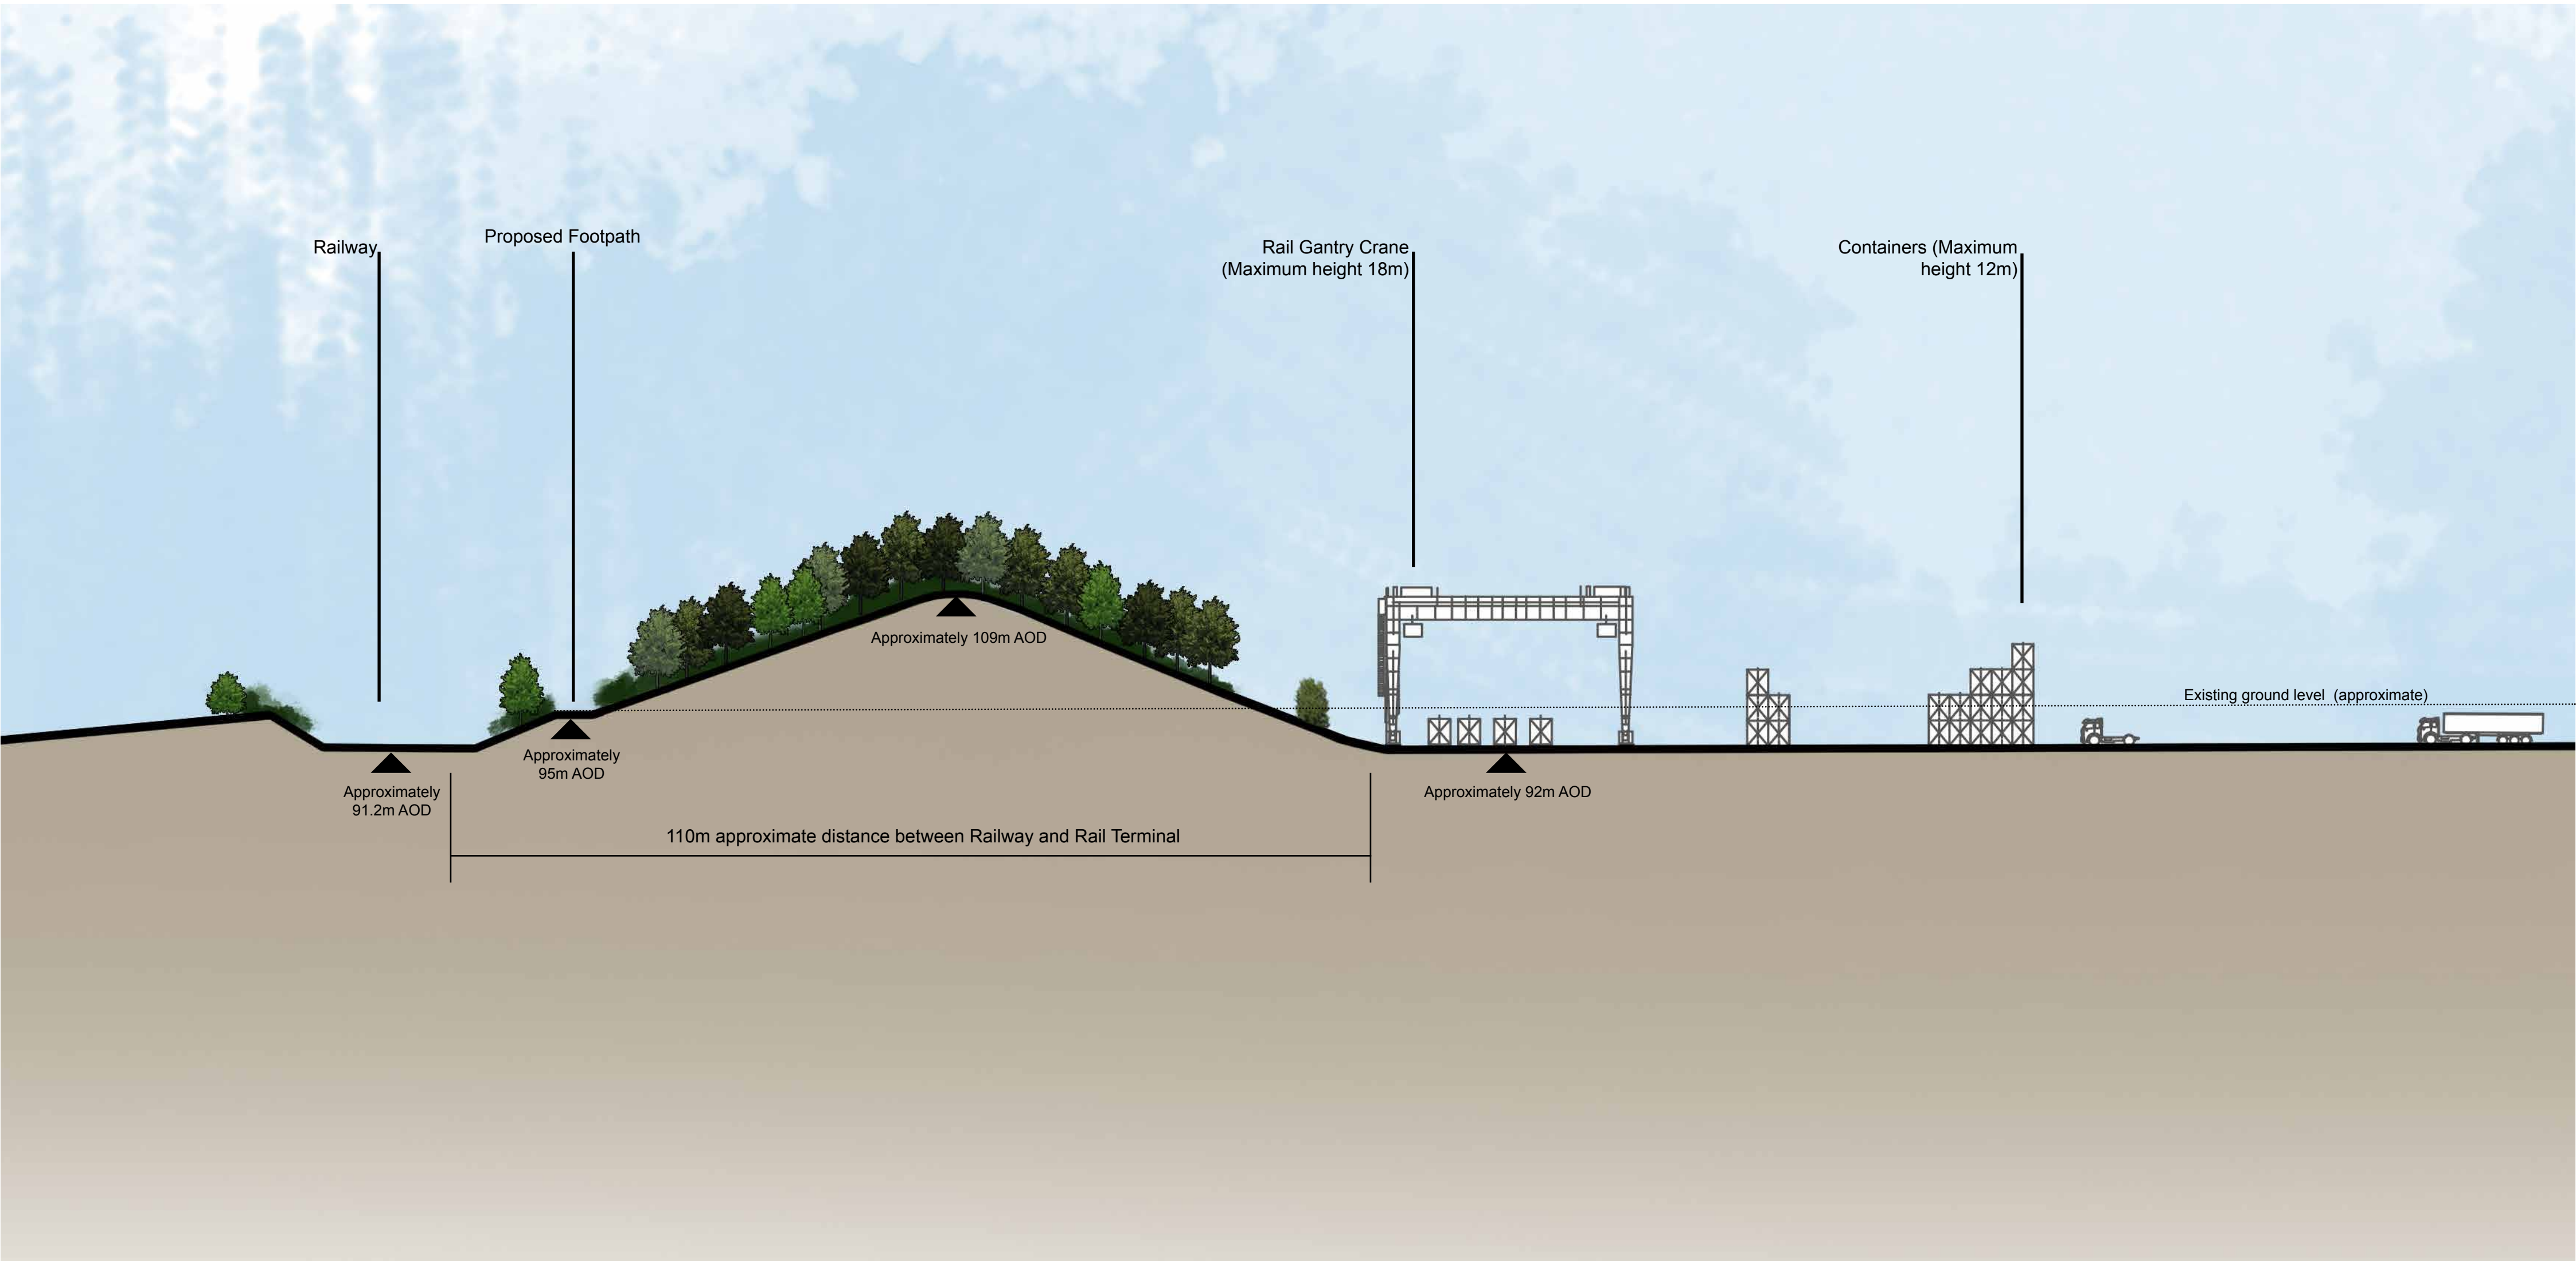 Railway
Proposed Footpath
Rail Gantry Crane
(Maximum height 18m)
Containers (Maximum
height 12m)
Approximately 109m AOD
Existing ground level (approximate)
Approximately
95m AOD
Approximately
91.2m AOD
Approximately 92m AOD
110m approximate distance between Railway and Rail Terminal